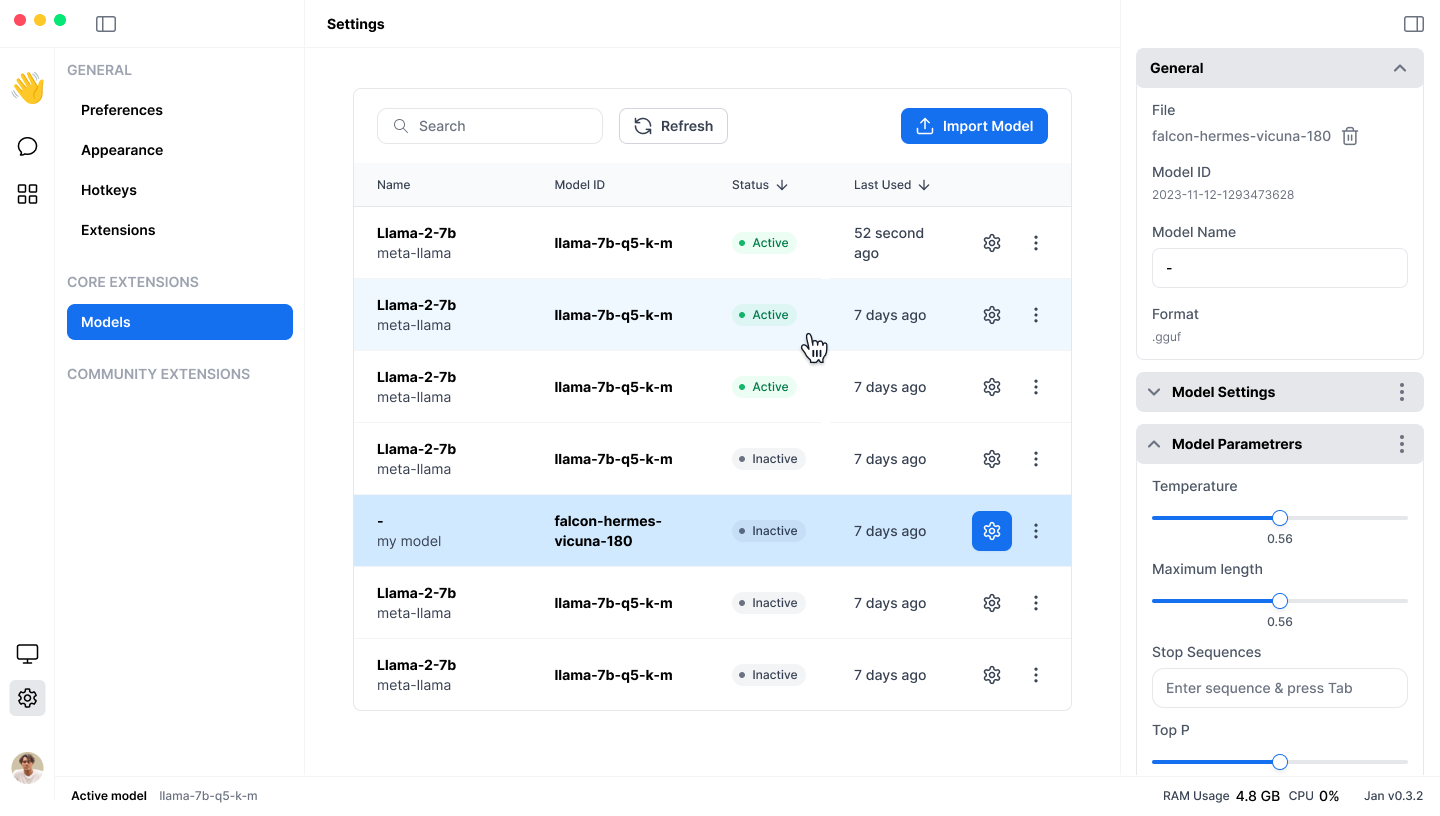 Settings
GENERAL
Preferences
Appearance
Hotkeys
Extensions
CORE EXTENSIONS
Models
COMMUNITY EXTENSIONS
Search
Refresh
Import Model
Name Model ID Status Last Used
Llama-2-7b
meta-llama
llama-7b-q5-k-m
Active
52 second
ago
Llama-2-7b
meta-llama
llama-7b-q5-k-m
Active
7 days ago
Llama-2-7b
meta-llama
llama-7b-q5-k-m
Active
7 days ago
Llama-2-7b
meta-llama
llama-7b-q5-k-m
Inactive
7 days ago
-
my model
falcon-hermes-
vicuna-180
Inactive
7 days ago
Llama-2-7b
meta-llama
llama-7b-q5-k-m
Inactive
7 days ago
Llama-2-7b
meta-llama
llama-7b-q5-k-m
Inactive
7 days ago
General
File
falcon-hermes-vicuna-180
Model ID
2023-11-12-1293473628
Model Name
-
Format
.gguf
Model Settings
Model Parametrers
Temperature
0.56
Maximum length
0.56
Stop Sequences
Enter sequence & press Tab
Top P
Active model llama-7b-q5-k-m
RAM Usage 4.8 GB CPU 0% Jan v0.3.2